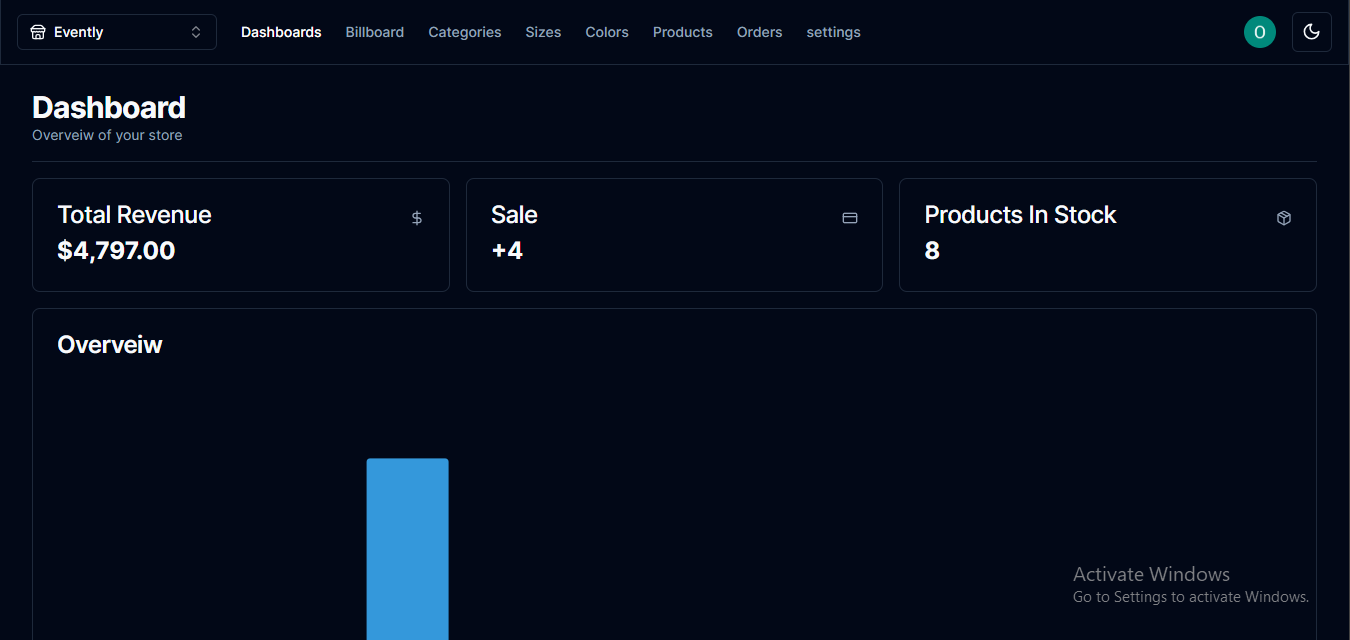 Evently Dashboards Billboard Categories Sizes Colors Products Orders settings O
Dashboard
Overveiw of your store
Total Revenue
$4,797.00
Sale
+4
Products In Stock
8
Overveiw
Activate Windows
Go to Settings to activate Windows.